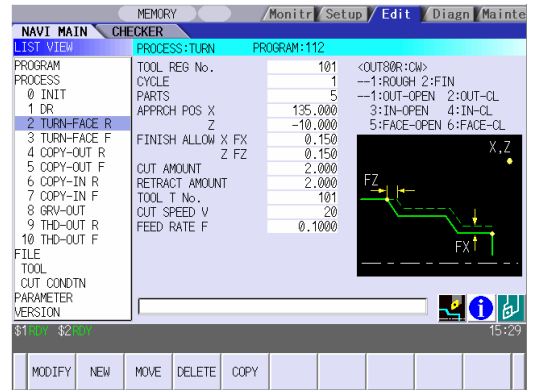 MEMORY Monitr Setup Edit Diagn Mainte
NAVI MAIN CHECKER
LIST VIEW PROCESS:TURN PROGRAM:112
PROGRAM
PROCESS
0 INIT
1 DR
2 TURN-FACE R
3 TURN-FACE F
4 COPY-OUT R
5 COPY-OUT F
6 COPY-IN R
7 COPY-IN F
8 GRV-OUT
9 THD-OUT R
10 THD-OUT F
FILE
TOOL
CUT CONDTN
PARAMETER
VERSION
TOOL REG No. 101
CYCLE 1
PARTS 5
APPRCH POS X 135.000
Z -10.000
FINISH ALLOW X FX 0.150
Z FZ 0.150
CUT AMOUNT 2.000
RETRACT AMOUNT 2.000
TOOL T No. 101
CUT SPEED V 20
FEED RATE F 0.1000
<OUT80R:CW>
--1:ROUGH 2:FIN
--1:OUT-OPEN 2:OUT-CL
3:IN-OPEN 4:IN-CL
5:FACE-OPEN 6:FACE-CL
X,Z
FZ
FX
i
$1 RDY $2 RDY 15:29
MODIFY NEW MOVE DELETE COPY